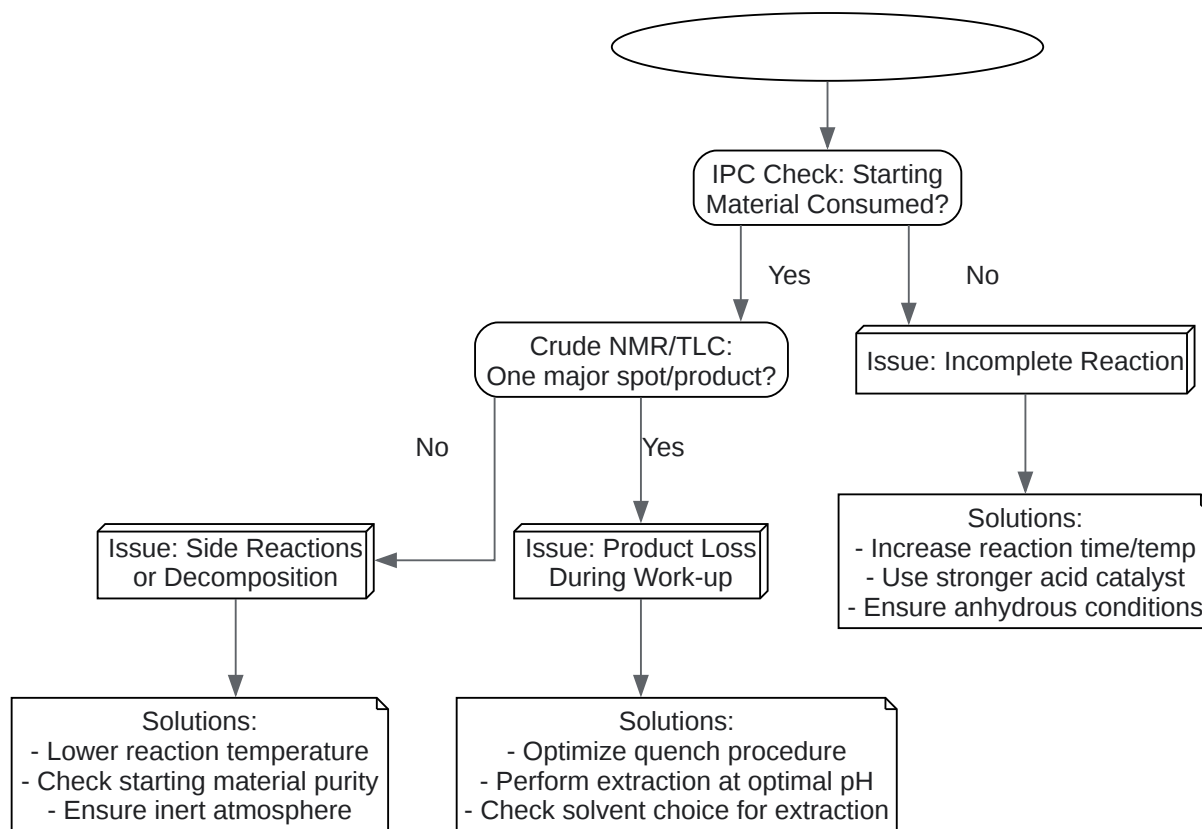 IPC Check: Starting
Material Consumed?
Yes
No
Crude NMR/TLC:
One major spot/product?
Issue: Incomplete Reaction
No
Yes
Solutions:
- Increase reaction time/temp
- Use stronger acid catalyst
- Ensure anhydrous conditions
Issue: Side Reactions
or Decomposition
Issue: Product Loss
During Work-up
Solutions:
- Lower reaction temperature
- Check starting material purity
- Ensure inert atmosphere
Solutions:
- Optimize quench procedure
- Perform extraction at optimal pH
- Check solvent choice for extraction